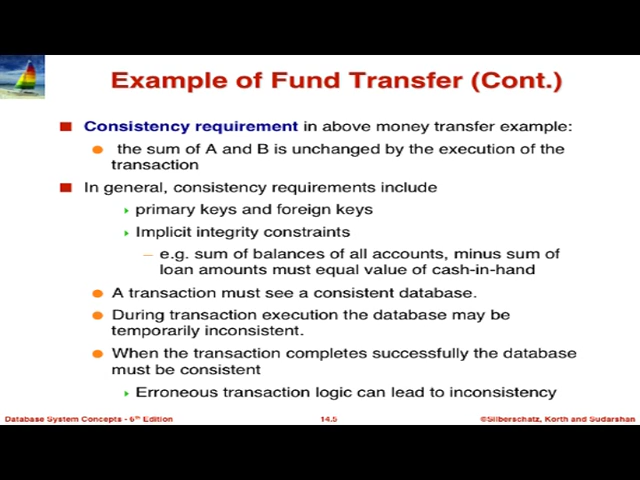 Example of Fund Transfer (Cont.)
Consistency requirement in above money transfer example:
the sum of A and B is unchanged by the execution of the
transaction
In general, consistency requirements include
primary keys and foreign keys
Implicit integrity constraints
– e.g. sum of balances of all accounts, minus sum of
loan amounts must equal value of cash-in-hand
A transaction must see a consistent database.
During transaction execution the database may be
temporarily inconsistent.
When the transaction completes successfully the database
must be consistent
Erroneous transaction logic can lead to inconsistency
Database System Concepts - 6th Edition
14.5
©Silberschatz, Korth and Sudarshan